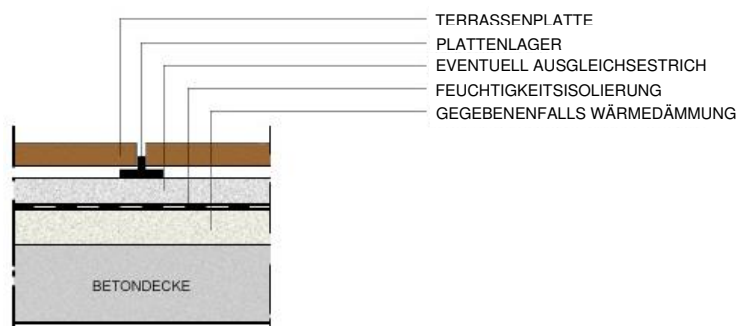 TERRASSENPLATTE
PLATTENLAGER
EVENTUELL AUSGLEICHSESTRICH
FEUCHTIGKEITSISOLIERUNG
GEGEBENENFALLS WÄRMEDÄMMUNG
BETONDECKE